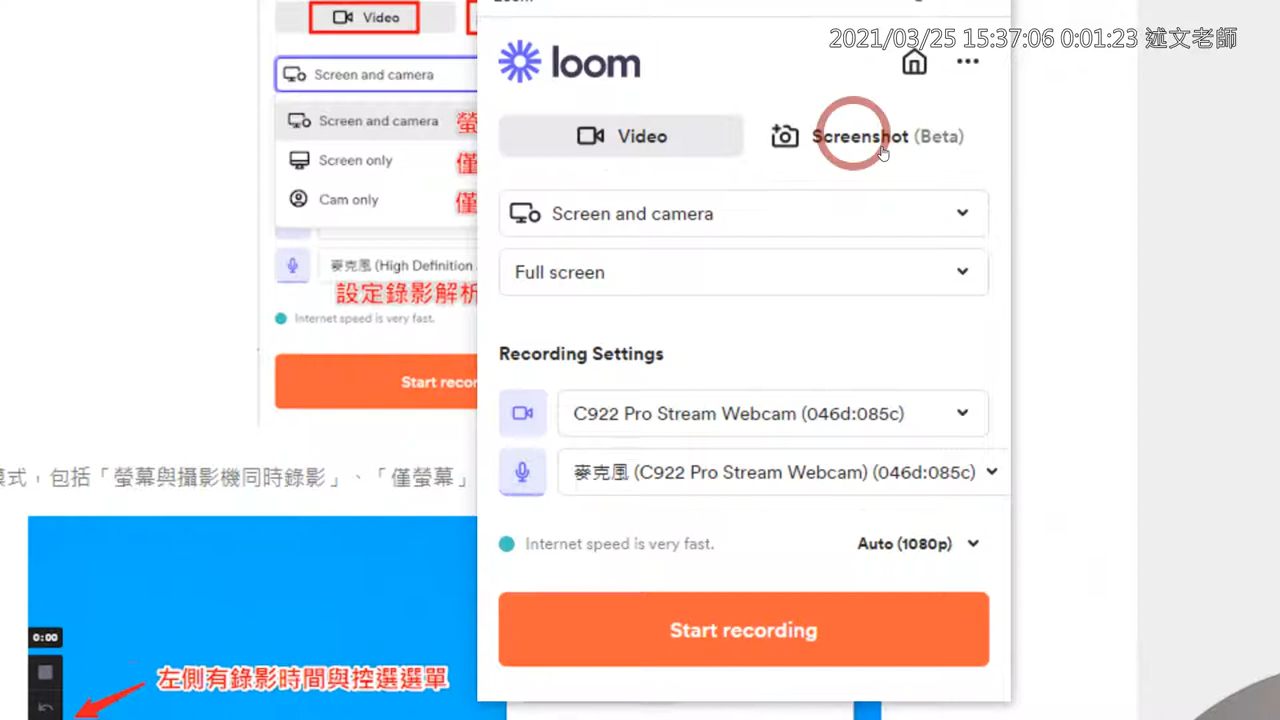 2021/03/25 15:37:06 0:01:23 述文老師
Video
Screen and camera
Screen and camera
Screen only
僅
Cam only
僅
麥克風 (High Definition
設定錄影解析
Internet speed is very fast.
Start recor
模式，包括「螢幕與攝影機同時錄影」、「僅螢幕」
0:00
左側有錄影時間與控選選單
loom
Video
Screenshot (Beta)
Screen and camera
Full screen
Recording Settings
C922 Pro Stream Webcam (046d:085c)
麥克風 (C922 Pro Stream Webcam) (046d:085c)
Internet speed is very fast.
Auto (1080p)
Start recording